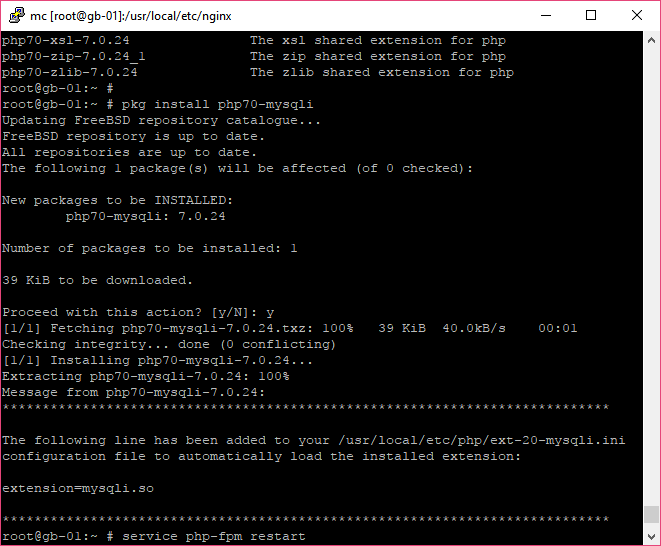 mc [root@gb-01]:/usr/local/etc/nginx
php70-xsl-7.0.24               The xsl shared extension for php
php70-zip-7.0.24_1             The zip shared extension for php
php70-zlib-7.0.24              The zlib shared extension for php
root@gb-01:~ #
root@gb-01:~ # pkg install php70-mysqli
Updating FreeBSD repository catalogue...
FreeBSD repository is up to date.
All repositories are up to date.
The following 1 package(s) will be affected (of 0 checked):
New packages to be INSTALLED:
        php70-mysqli: 7.0.24
Number of packages to be installed: 1
39 KiB to be downloaded.
Proceed with this action? [y/N]: y
[1/1] Fetching php70-mysqli-7.0.24.txz: 100%   39 KiB  40.0kB/s    00:01
Checking integrity... done (0 conflicting)
[1/1] Installing php70-mysqli-7.0.24...
Extracting php70-mysqli-7.0.24: 100%
Message from php70-mysqli-7.0.24:
****************************************************************************
The following line has been added to your /usr/local/etc/php/ext-20-mysqli.ini
configuration file to automatically load the installed extension:
extension=mysqli.so
****************************************************************************
root@gb-01:~ # service php-fpm restart